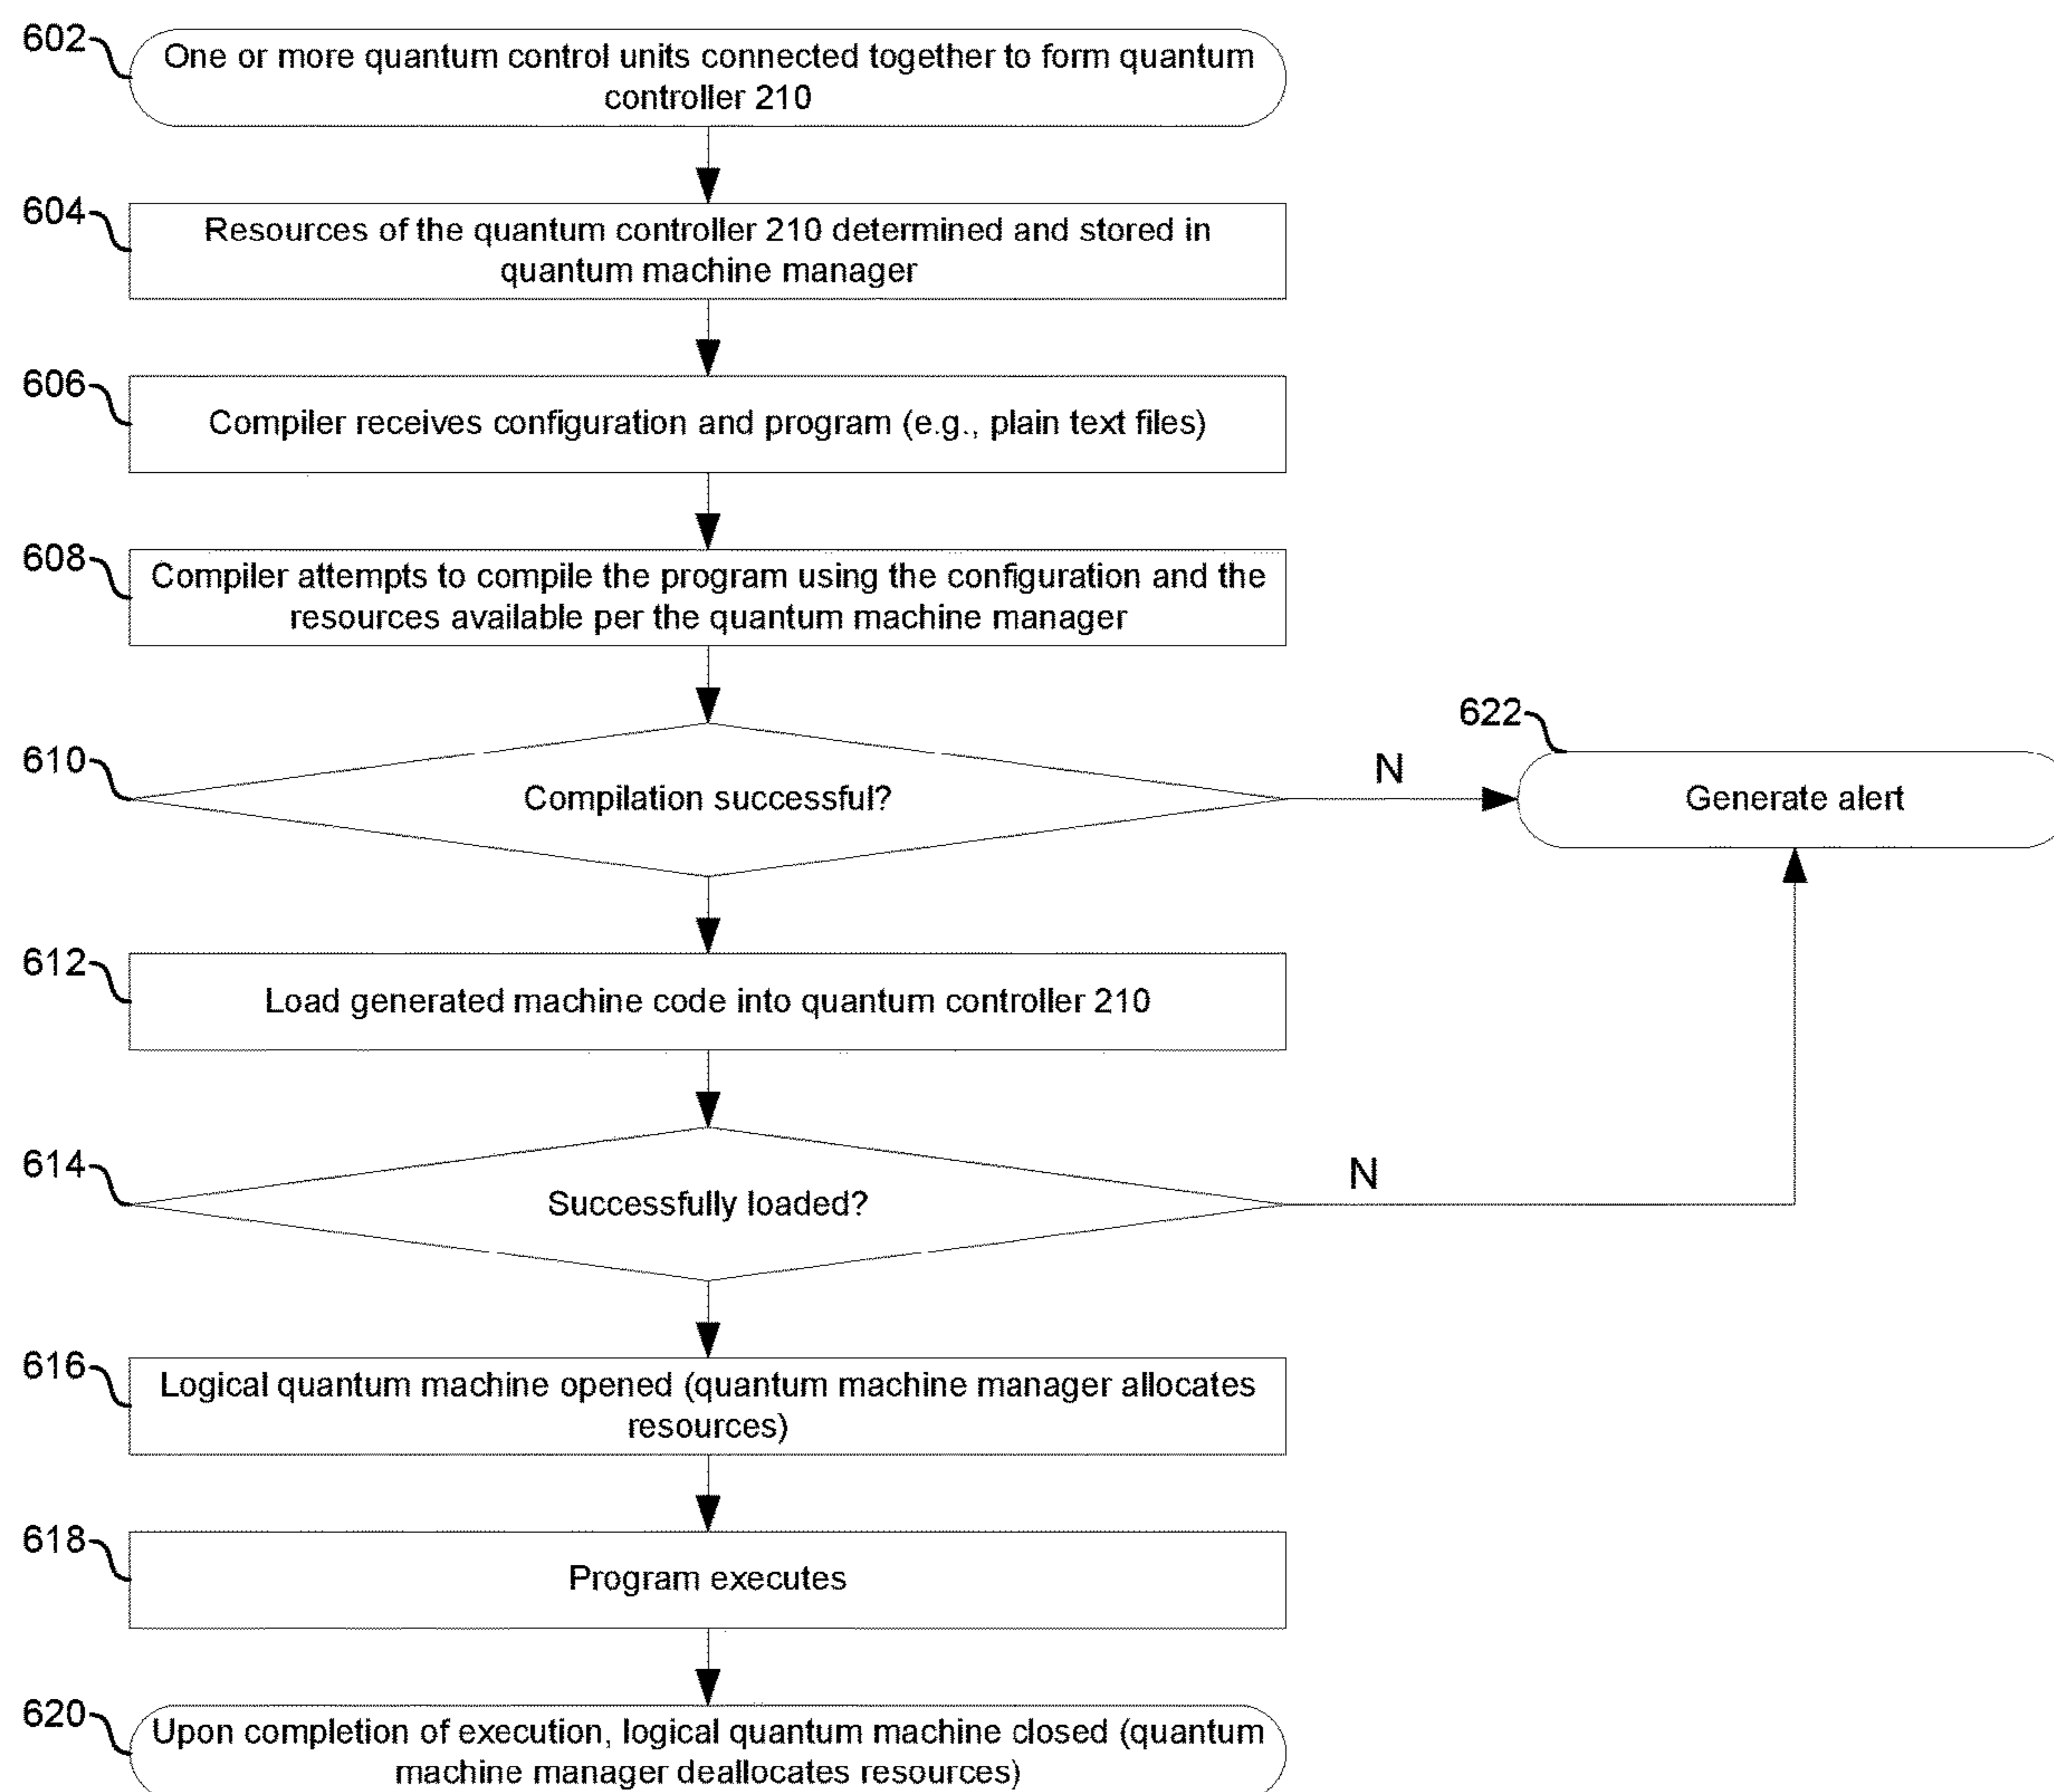 602
One or more quantum control units connected together to form quantum
controller 210
604
Resources of the quantum controller 210 determined and stored in
quantum machine manager
606
Compiler receives configuration and program (e.g., plain text files)
608
Compiler attempts to compile the program using the configuration and the
resources available per the quantum machine manager
610
Compilation successful?
N
622
Generate alert
612
Load generated machine code into quantum controller 210
614
Successfully loaded?
N
616
Logical quantum machine opened (quantum machine manager allocates
resources)
618
Program executes
620
Upon completion of execution, logical quantum machine closed (quantum
machine manager deallocates resources)